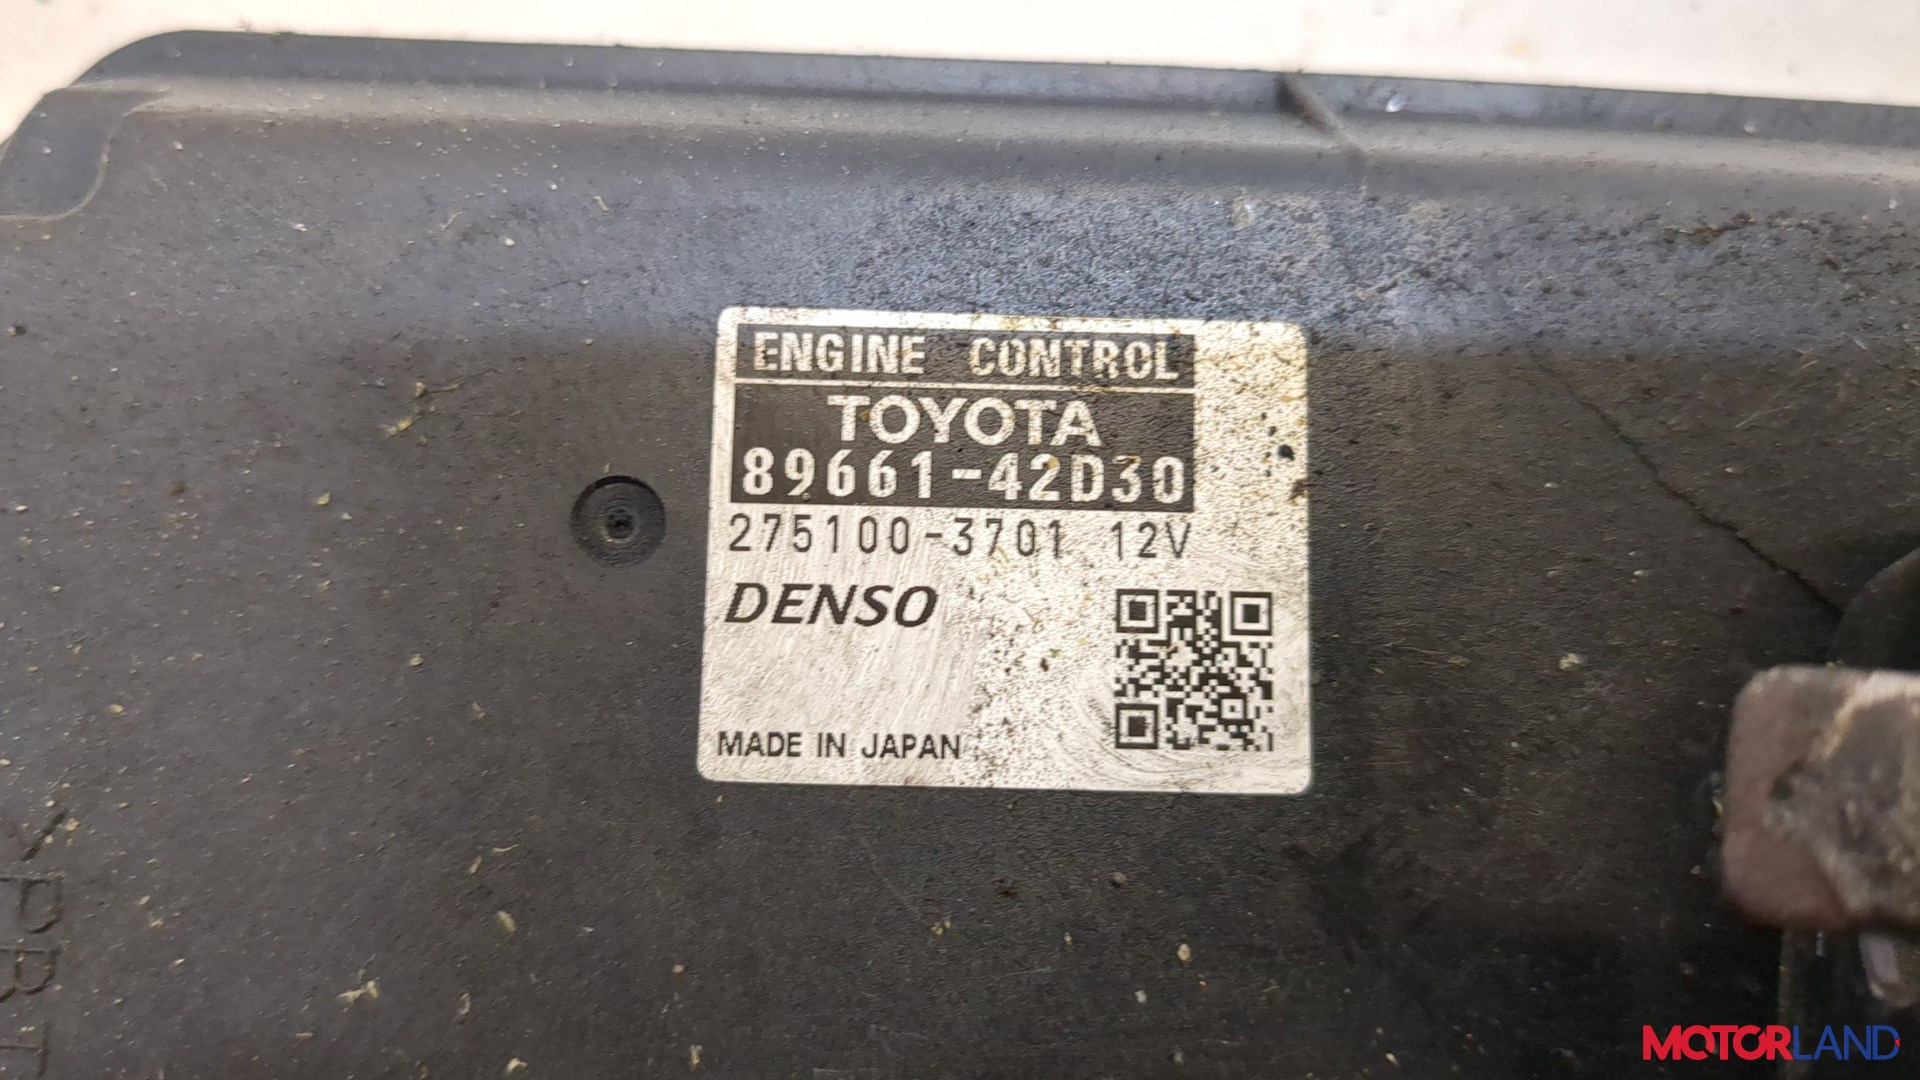 ENGINE CONTROL
TOYOTA
89661-42D30
275100-3701 12V
DENSO
MADE IN JAPAN
MOTORLAND